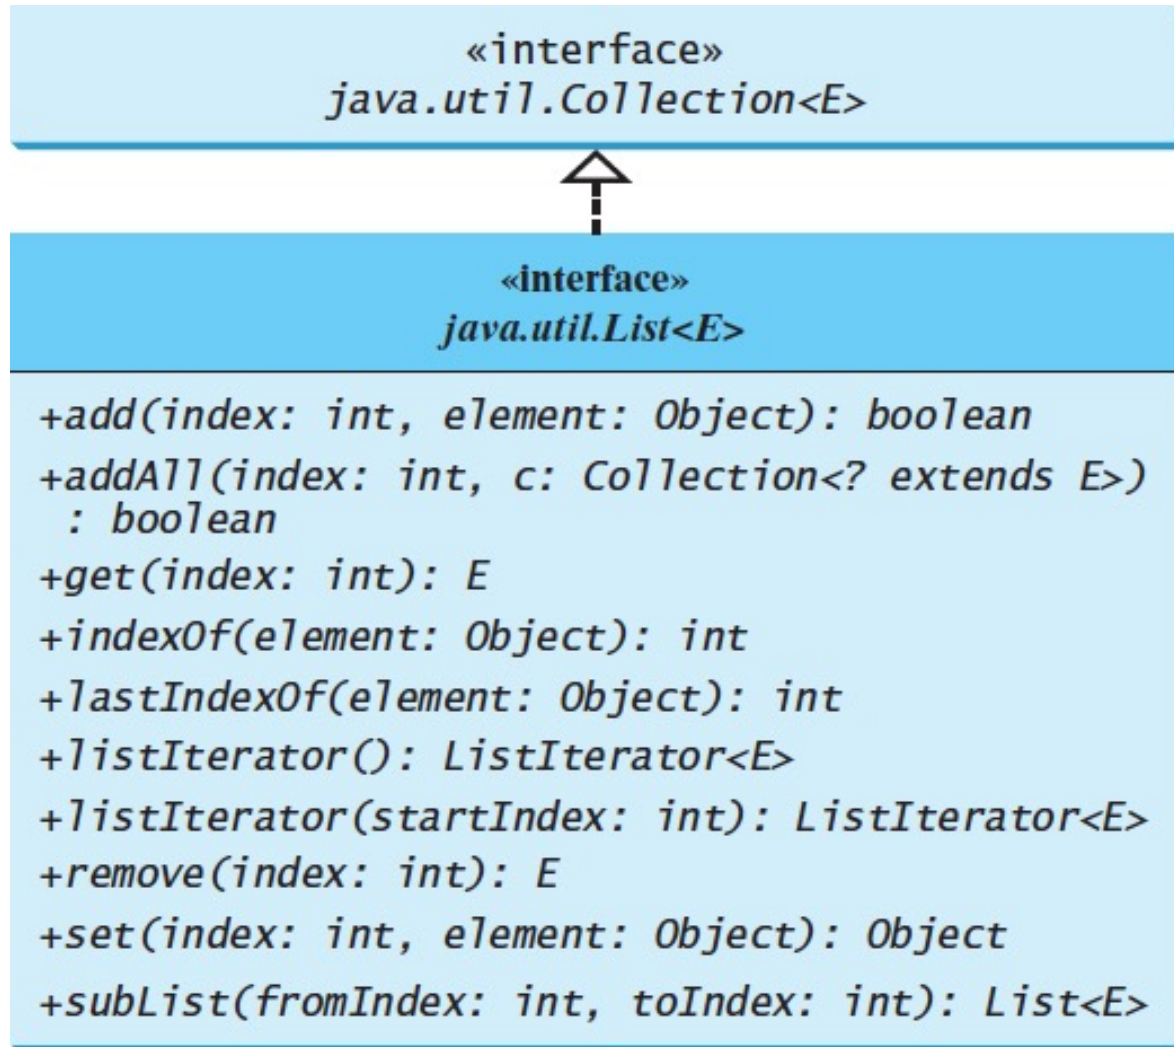 «interface»
java.util.Collection<E>
«interface»
java.util.List<E>
+add(index: int, element: Object): boolean
+addAll(index: int, c: Collection<? extends E>)
: boolean
+get(index: int): E
+indexOf(element: Object): int
+lastIndexOf(element: Object): int
+listIterator(): ListIterator<E>
+listIterator(startIndex: int): ListIterator<E>
+remove(index: int): E
+set(index: int, element: Object): Object
+subList(fromIndex: int, toIndex: int): List<E>